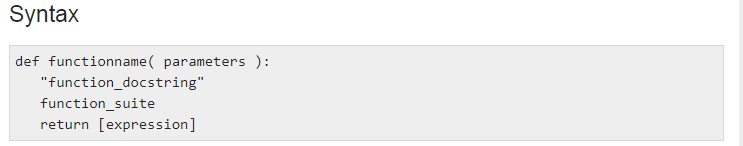 Syntax
def functionname( parameters ):
   "function_docstring"
   function_suite
   return [expression]